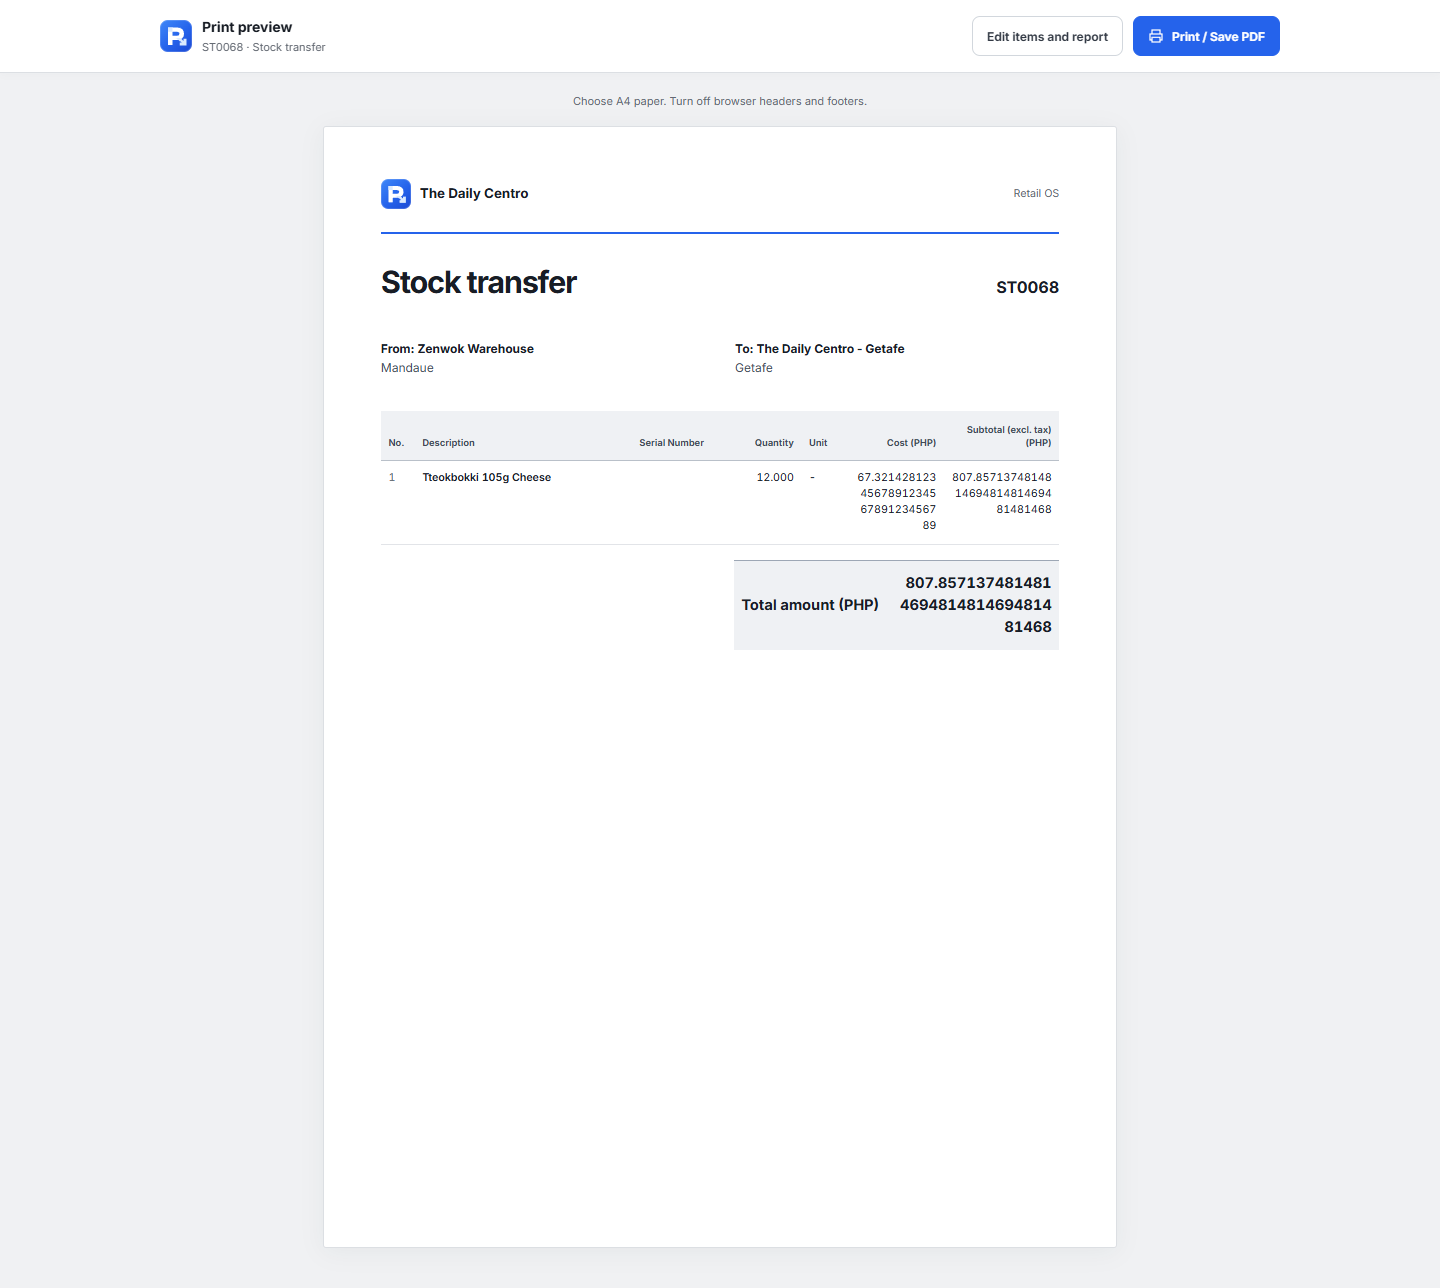 Print preview
ST0068 · Stock transfer
Edit items and report
Print / Save PDF
Choose A4 paper. Turn off browser headers and footers.
The Daily Centro
Retail OS
Stock transfer
ST0068
From: Zenwok Warehouse
Mandaue
To: The Daily Centro - Getafe
Getafe
No. Description Serial Number Quantity Unit Cost (PHP) Subtotal (excl. tax)
(PHP)
1 Tteokbokki 105g Cheese 12.000 - 67.321428123 807.85713748148
45678912345 14694814814694
67891234567 81481468
89
807.857137481481
Total amount (PHP) 4694814814694814
81468